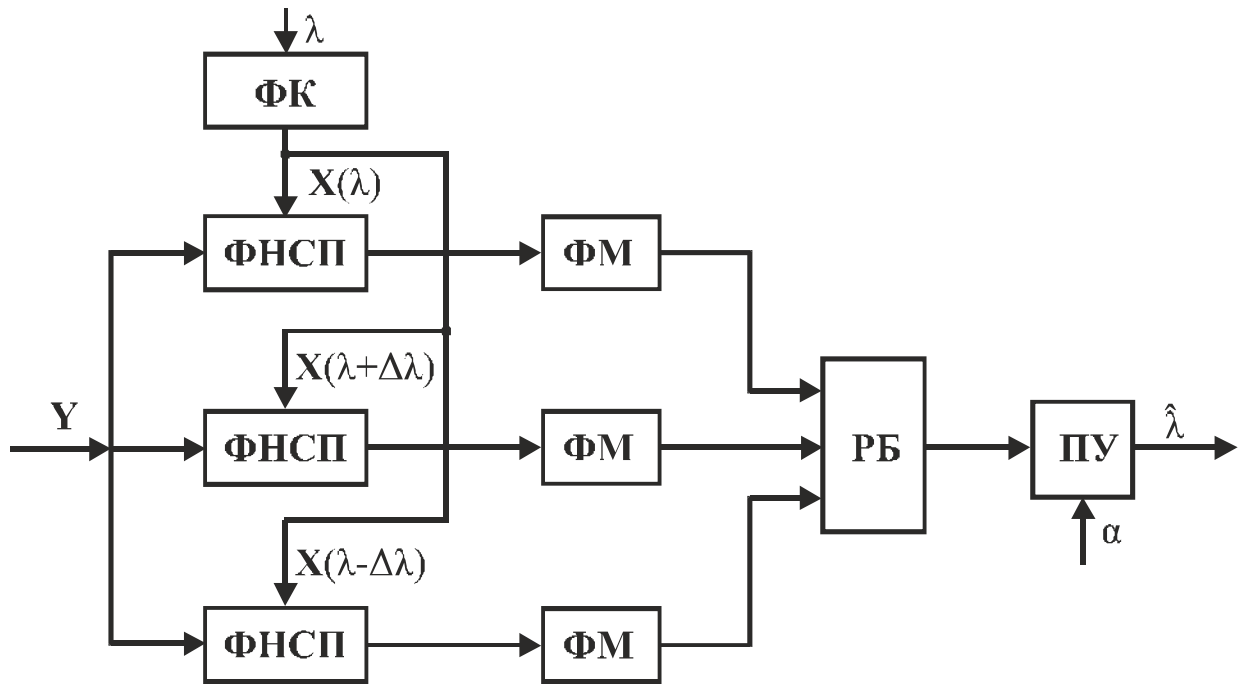 λ
ФК
X(λ)
ФНСП
ФМ
X(λ+Δλ)
Y
ФНСП
ФМ
РБ
ПУ
λ̂
α
X(λ-Δλ)
ФНСП
ФМ